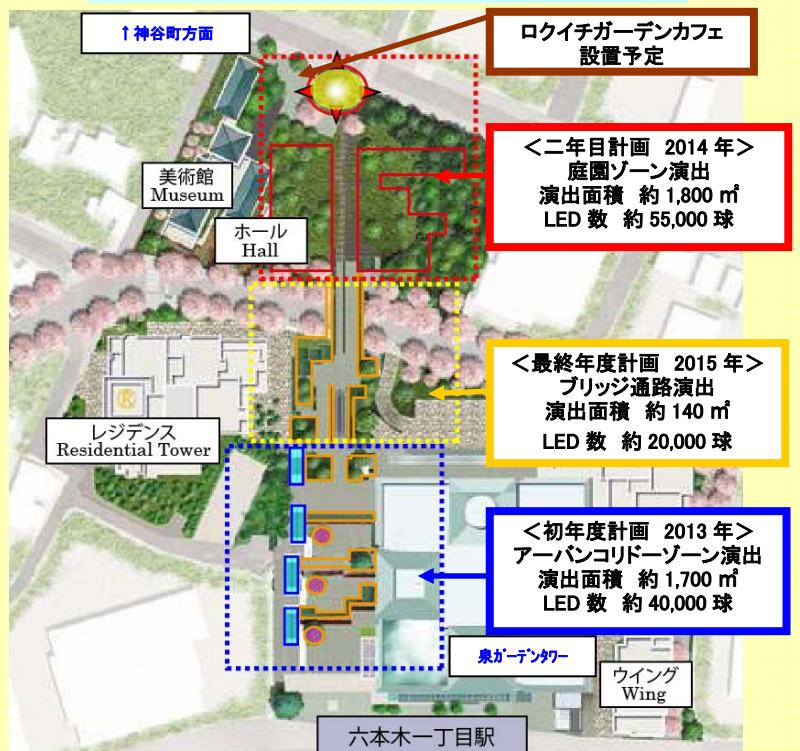 ↑神谷町方面
ロクイチガーデンカフェ
設置予定
<二年目計画 2014 年>
庭園ゾーン演出
演出面積 約 1,800 ㎡
LED 数 約 55,000 球
美術館
Museum
ホール
Hall
<最終年度計画 2015 年>
ブリッジ通路演出
演出面積 約 140 ㎡
LED 数 約 20,000 球
R
レジデンス
Residential Tower
<初年度計画 2013 年>
アーバンコリドーゾーン演出
演出面積 約 1,700 ㎡
LED 数 約 40,000 球
泉ガーデンタワー
ウイング
Wing
六本木一丁目駅